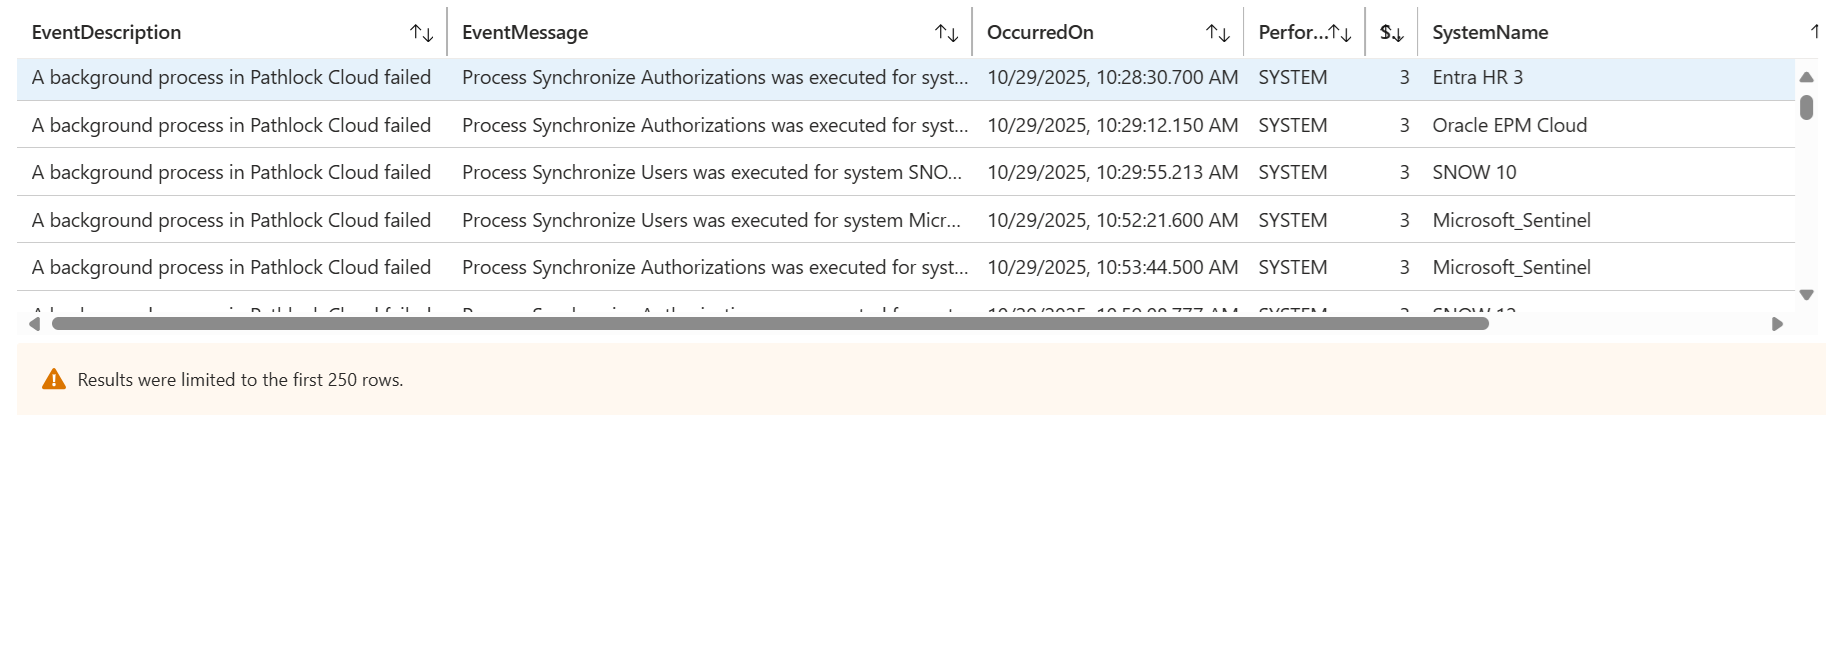 EventDescription EventMessage OccurredOn Perfor... SystemName
A background process in Pathlock Cloud failed Process Synchronize Authorizations was executed for syst... 10/29/2025, 10:28:30.700 AM SYSTEM 3 Entra HR 3
A background process in Pathlock Cloud failed Process Synchronize Authorizations was executed for syst... 10/29/2025, 10:29:12.150 AM SYSTEM 3 Oracle EPM Cloud
A background process in Pathlock Cloud failed Process Synchronize Users was executed for system SNO... 10/29/2025, 10:29:55.213 AM SYSTEM 3 SNOW 10
A background process in Pathlock Cloud failed Process Synchronize Users was executed for system Micr... 10/29/2025, 10:52:21.600 AM SYSTEM 3 Microsoft_Sentinel
A background process in Pathlock Cloud failed Process Synchronize Authorizations was executed for syst... 10/29/2025, 10:53:44.500 AM SYSTEM 3 Microsoft_Sentinel
Results were limited to the first 250 rows.